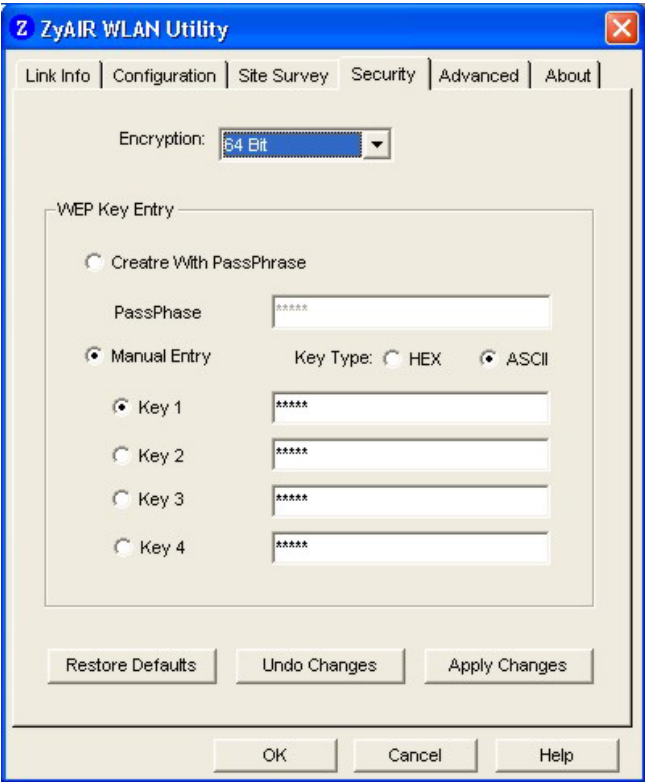 Z ZyAIR WLAN Utility
Link Info Configuration Site Survey Security Advanced About
Encryption: 64 Bit
WEP Key Entry
Creatre With PassPhrase
PassPhase *****
Manual Entry Key Type: HEX ASCII
Key 1 *****
Key 2 *****
Key 3 *****
Key 4 *****
Restore Defaults Undo Changes Apply Changes
OK Cancel Help